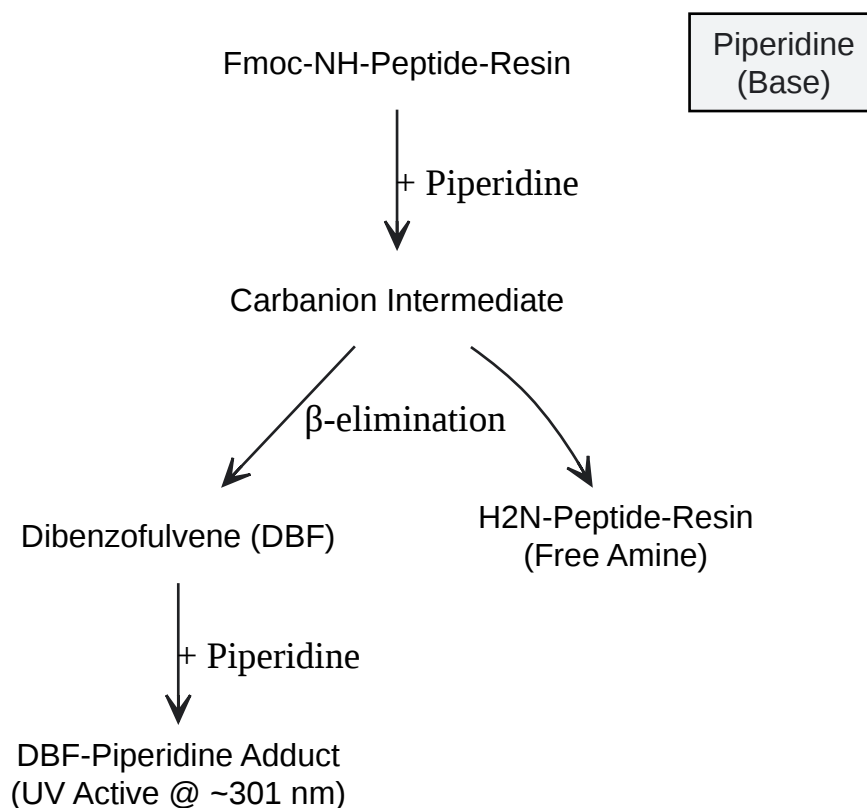 Fmoc-NH-Peptide-Resin
Piperidine
(Base)
+ Piperidine
Carbanion Intermediate
β-elimination
Dibenzofulvene (DBF)
H2N-Peptide-Resin
(Free Amine)
+ Piperidine
DBF-Piperidine Adduct
(UV Active @ ~301 nm)